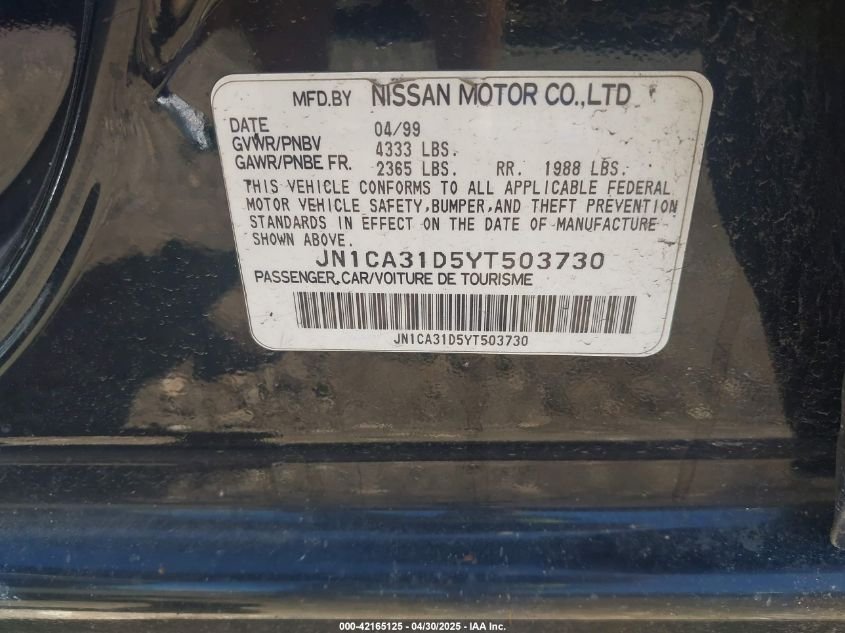 MFD.BY NISSAN MOTOR CO.,LTD
DATE 04/99
GVWR/PNBV 4333 LBS.
GAWR/PNBE FR. 2365 LBS. RR. 1988 LBS.
THIS VEHICLE CONFORMS TO ALL APPLICABLE FEDERAL
MOTOR VEHICLE SAFETY, BUMPER, AND THEFT PREVENTION
STANDARDS IN EFFECT ON THE DATE OF MANUFACTURE
SHOWN ABOVE.
JN1CA31D5YT503730
PASSENGER CAR/VOITURE DE TOURISME
JN1CA31D5YT503730
000-42165125 - 04/30/2025 - IAA Inc.